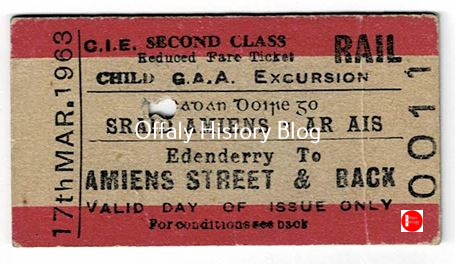 17th MAR. 1963
C.I.E. SECOND CLASS
RAIL
Reduced Fare Ticket
CHILD G.A.A. EXCURSION
Doire go
AMIENS AR AIS
Offaly History Blog
Edenderry To
AMIENS STREET & BACK
VALID DAY OF ISSUE ONLY
For conditions see back
0011